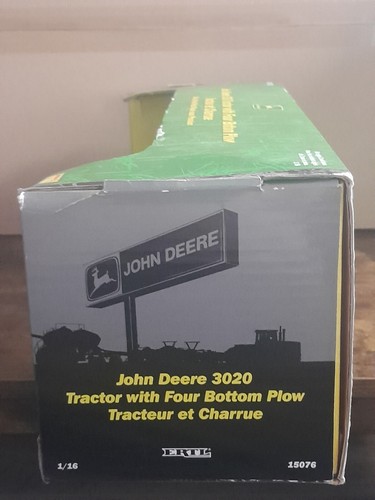 JOHN DEERE
John Deere 3020
Tractor with Four Bottom Plow
Tracteur et Charrue
ERTL
1/16
15076